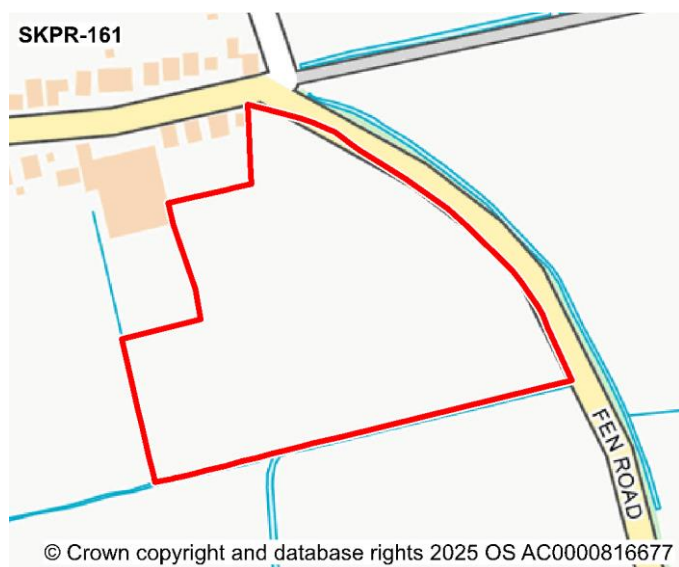 SKPR-161
FEN ROAD
© Crown copyright and database rights 2025 OS AC0000816677